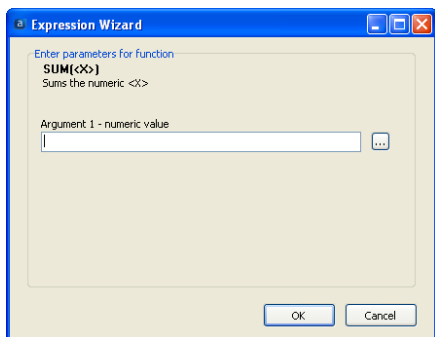 a Expression Wizard
Enter parameters for function
SUM(<X>)
Sums the numeric <X>
Argument 1 - numeric value
...
OK Cancel